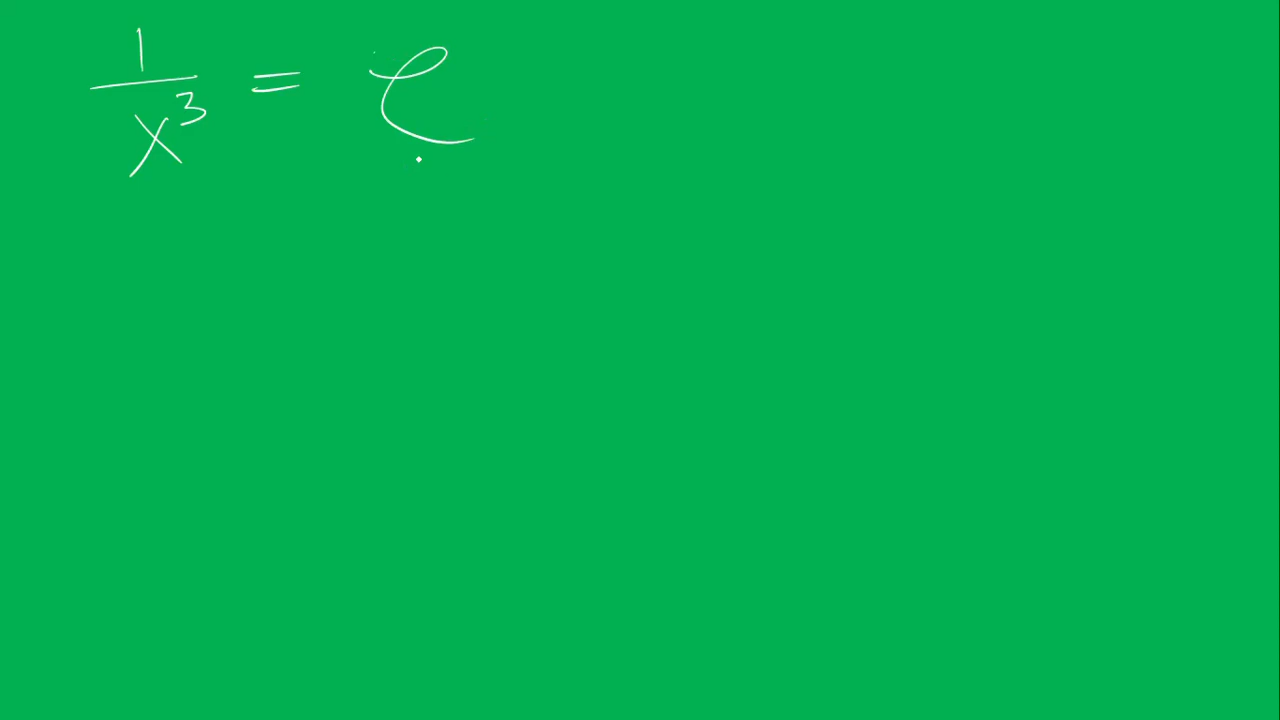 1/x³ = e